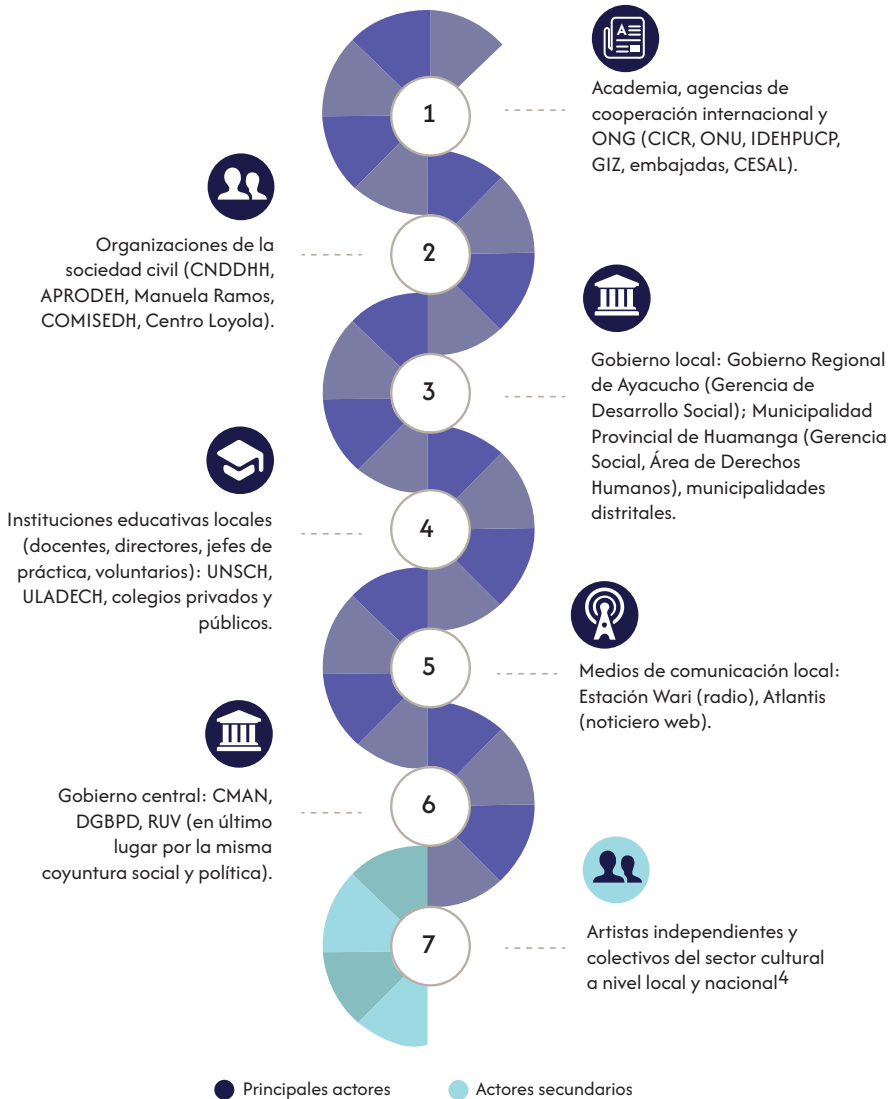 1
Academia, agencias de
cooperación internacional y
ONG (CICR, ONU, IDEHPUCP,
GIZ, embajadas, CESAL).
2
Organizaciones de la
sociedad civil (CNDDHH,
APRODEH, Manuela Ramos,
COMISEDH, Centro Loyola).
3
Gobierno local: Gobierno Regional
de Ayacucho (Gerencia de
Desarrollo Social); Municipalidad
Provincial de Huamanga (Gerencia
Social, Área de Derechos
Humanos), municipalidades
distritales.
4
Instituciones educativas locales
(docentes, directores, jefes de
práctica, voluntarios): UNSCH,
ULADECH, colegios privados y
públicos.
5
Medios de comunicación local:
Estación Wari (radio), Atlantis
(noticiero web).
6
Gobierno central: CMAN,
DGBPD, RUV (en último
lugar por la misma
coyuntura social y política).
7
Artistas independientes y
colectivos del sector cultural
a nivel local y nacional4
Principales actores
Actores secundarios